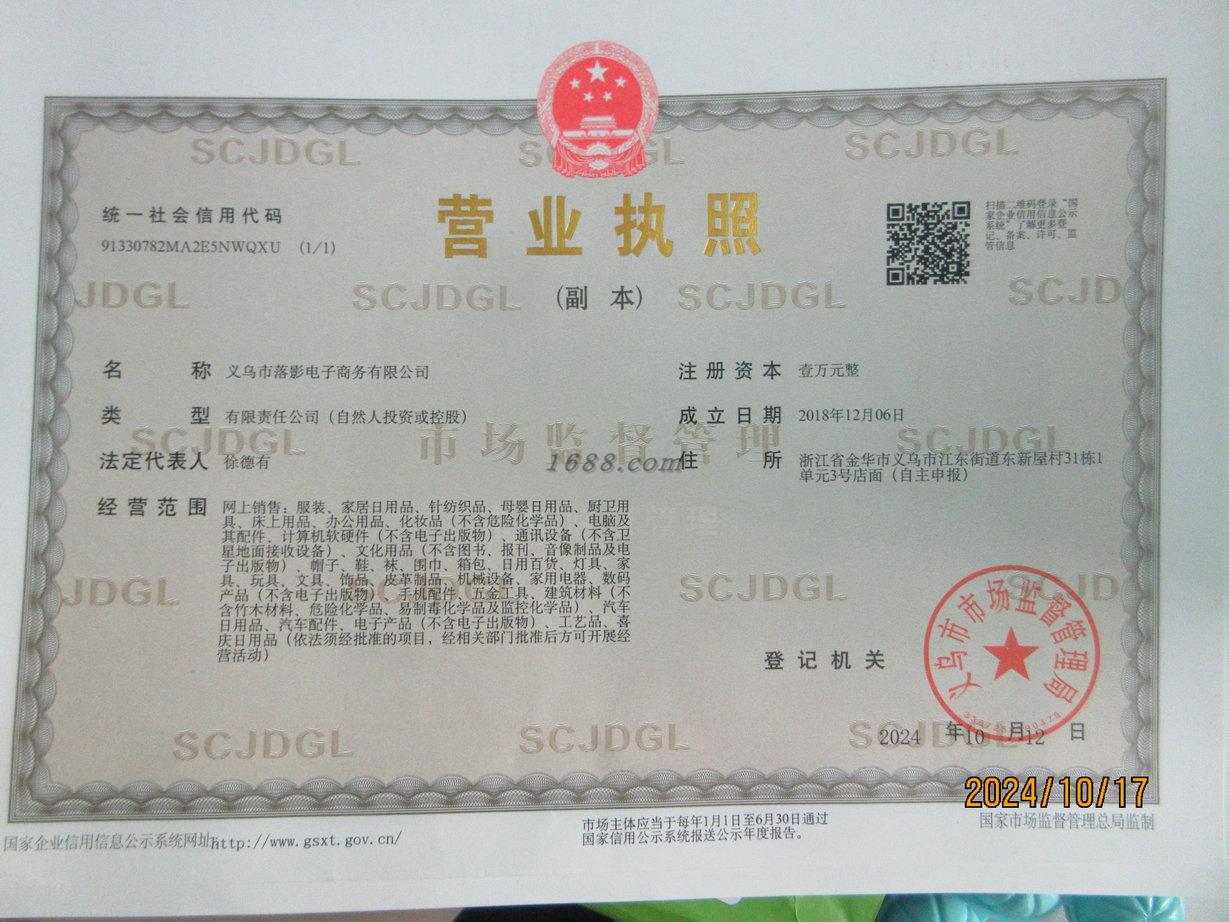 SCJDGL
SCJDGL
统一社会信用代码
91330782MA2E5NWQXU (1/1)
营业执照
(副 本)
扫描二维码登录“国
家企业信用信息公示
系统”了解更多登
记、备案、许可、监
管信息
JDGL
SCJDGL
SCJDGL
SCJD
名 称 义乌市落影电子商务有限公司
注册资本 壹万元整
类 型 有限责任公司（自然人投资或控股）
成立日期 2018年12月06日
SCJDGL
市场监督管理
SCJDGL
1688.com
法定代表人 徐德有
住 所 浙江省金华市义乌市江东街道东新屋村31栋1
单元3号店面（自主申报）
经营范围 网上销售：服装、家居日用品、针纺织品、母婴日用品、厨卫用
具、床上用品、办公用品、化妆品（不含危险化学品）、电脑及
其配件、计算机软硬件（不含电子出版物）、通讯设备（不含卫
星地面接收设备）、文化用品（不含图书、报刊、音像制品及电
子出版物）、帽子、鞋、袜、围巾、箱包、日用百货、灯具、家
具、玩具、文具、饰品、皮革制品、机械设备、家用电器、数码
产品（不含电子出版物）、手机配件、五金工具、建筑材料（不
含竹木材料、危险化学品、易制毒化学品及监控化学品）、汽车
日用品、汽车配件、电子产品（不含电子出版物）、工艺品、喜
庆日用品（依法须经批准的项目，经相关部门批准后方可开展经
营活动）
JDGL
SCJDGL
登记机关
义乌市市场监督管理局
SCJDGL
SCJDGL
2024 年10 月12 日
2024/10/17
国家企业信用信息公示系统网址http://www.gsxt.gov.cn/
市场主体应当于每年1月1日至6月30日通过
国家信用公示系统报送公示年度报告。
国家市场监督管理总局监制